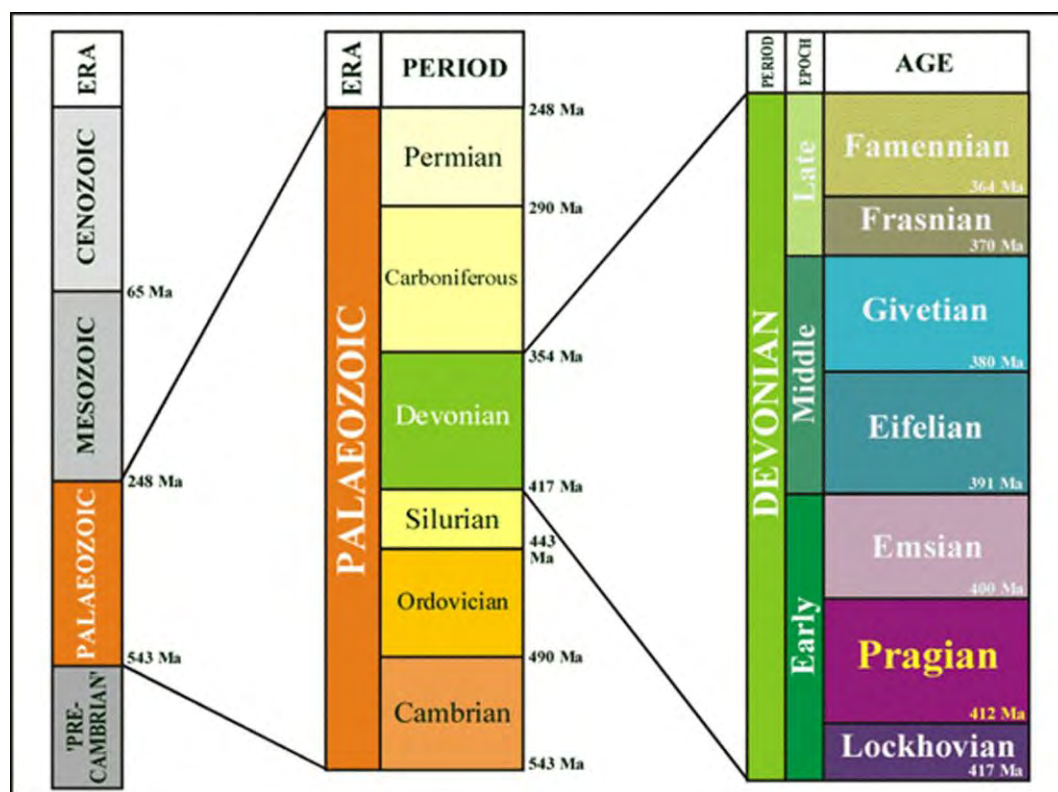 ERA
CENOZOIC
65 Ma
MESOZOIC
248 Ma
PALAEOZOIC
543 Ma
'PRE-
CAMBRIAN'
ERA
PERIOD
PALAEOZOIC
248 Ma
Permian
290 Ma
Carboniferous
354 Ma
Devonian
417 Ma
Silurian
443
Ma
Ordovician
490 Ma
Cambrian
543 Ma
PERIOD
EPOCH
AGE
DEVONIAN
Late
Famennian
364 Ma
Frasnian
370 Ma
Middle
Givetian
380 Ma
Eifelian
391 Ma
Early
Emsian
400 Ma
Pragian
412 Ma
Lockhovian
417 Ma